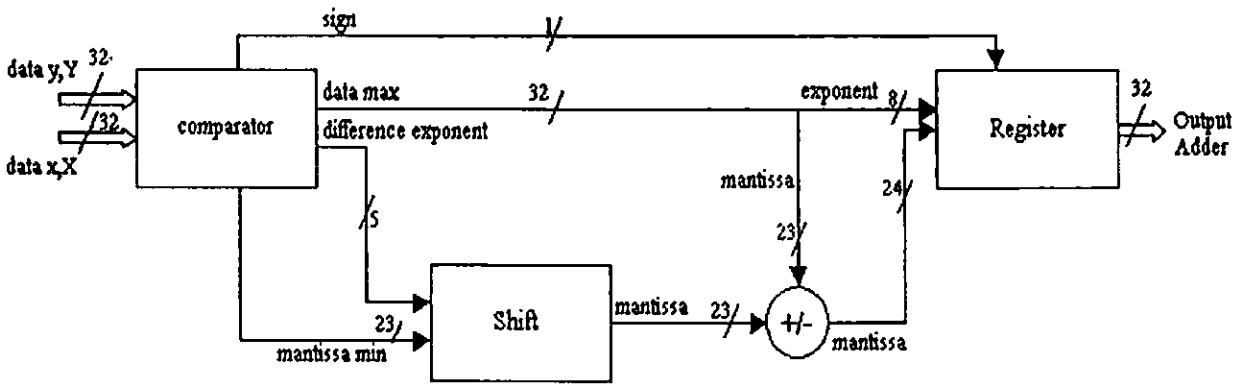 sign
1
data y,Y
32
32
data x,X
comparator
data max
32
exponent
8
difference exponent
Register
32
Output
Adder
mantissa
24
5
23
Shift
mantissa
23
+/-
mantissa
23
mantissa min